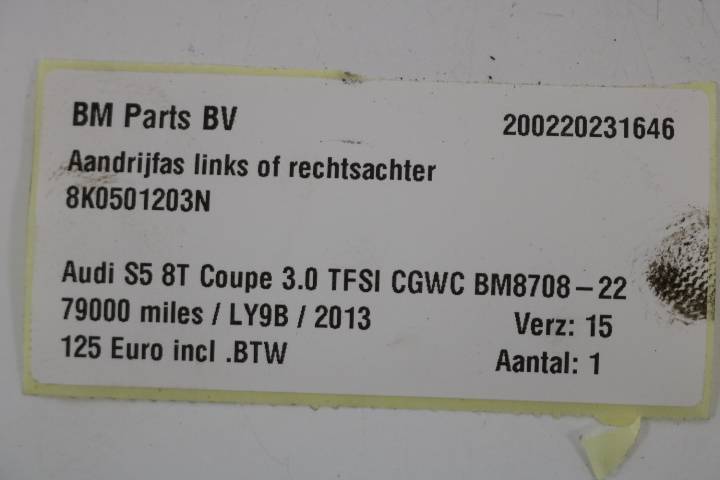 BM Parts BV 200220231646
Aandrijfas links of rechtsachter
8K0501203N
Audi S5 8T Coupe 3.0 TFSI CGWC BM8708-22
79000 miles / LY9B / 2013 Verz: 15
125 Euro incl .BTW Aantal: 1